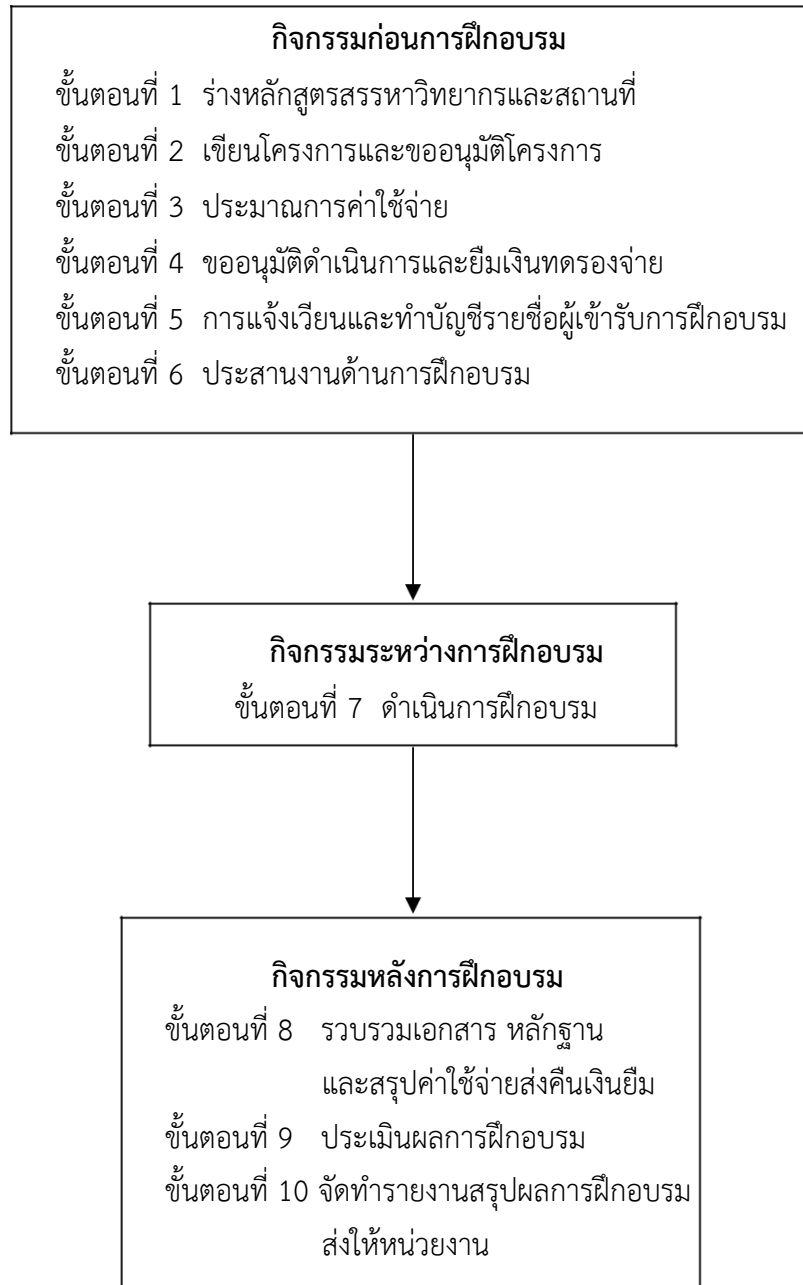 กิจกรรมก่อนการฝึกอบรม
ขั้นตอนที่ 1 ร่างหลักสูตรสรรหาวิทยากรและสถานที่
ขั้นตอนที่ 2 เขียนโครงการและขออนุมัติโครงการ
ขั้นตอนที่ 3 ประมาณการค่าใช้จ่าย
ขั้นตอนที่ 4 ขออนุมัติดำเนินการและยืมเงินทดรองจ่าย
ขั้นตอนที่ 5 การแจ้งเวียนและทำบัญชีรายชื่อผู้เข้ารับการฝึกอบรม
ขั้นตอนที่ 6 ประสานงานด้านการฝึกอบรม
กิจกรรมระหว่างการฝึกอบรม
ขั้นตอนที่ 7 ดำเนินการฝึกอบรม
กิจกรรมหลังการฝึกอบรม
ขั้นตอนที่ 8 รวบรวมเอกสาร หลักฐาน
และสรุปค่าใช้จ่ายส่งคืนเงินยืม
ขั้นตอนที่ 9 ประเมินผลการฝึกอบรม
ขั้นตอนที่ 10 จัดทำรายงานสรุปผลการฝึกอบรม
ส่งให้หน่วยงาน